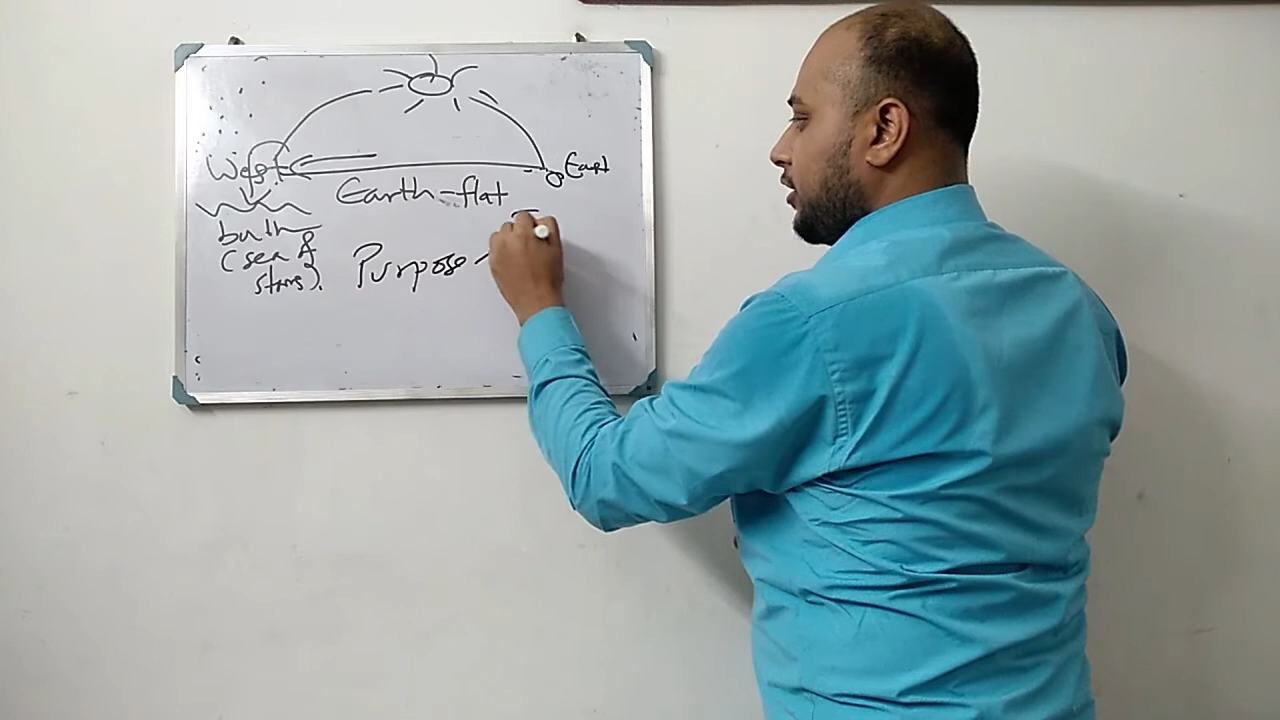 West
East
Earth - flat
bath
(sea of
stars).
Purpose -